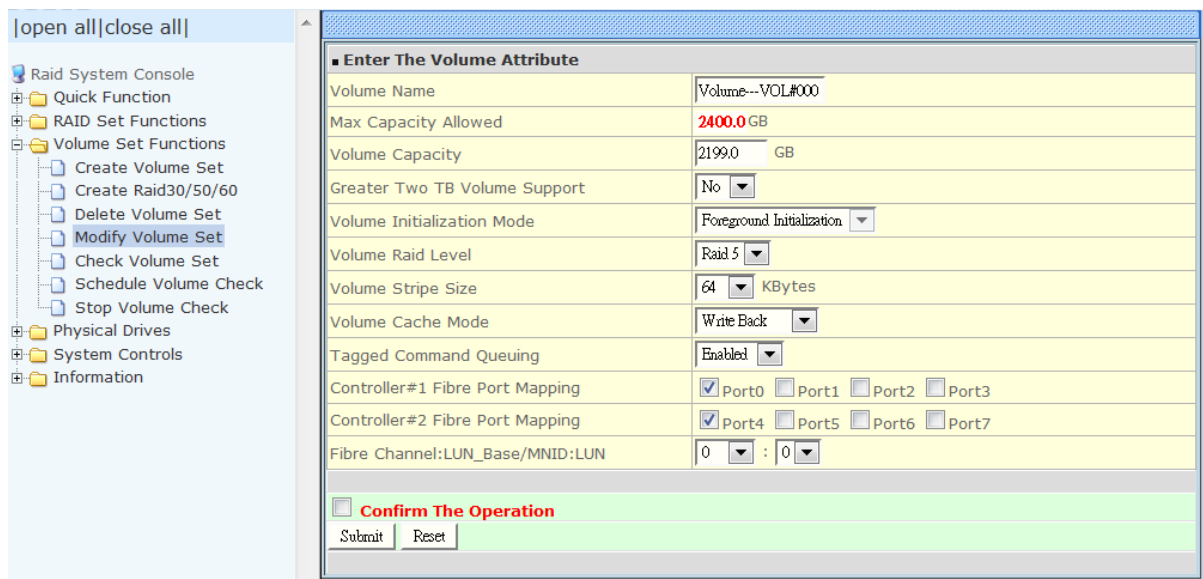 |open all|close all|
Raid System Console
Quick Function
RAID Set Functions
Volume Set Functions
Create Volume Set
Create Raid30/50/60
Delete Volume Set
Modify Volume Set
Check Volume Set
Schedule Volume Check
Stop Volume Check
Physical Drives
System Controls
Information
Enter The Volume Attribute
Volume Name Volume---VOL#000
Max Capacity Allowed 2400.0 GB
Volume Capacity 2199.0 GB
Greater Two TB Volume Support No
Volume Initialization Mode Foreground Initialization
Volume Raid Level Raid 5
Volume Stripe Size 64 KBytes
Volume Cache Mode Write Back
Tagged Command Queuing Enabled
Controller#1 Fibre Port Mapping Port0 Port1 Port2 Port3
Controller#2 Fibre Port Mapping Port4 Port5 Port6 Port7
Fibre Channel:LUN_Base/MNID:LUN 0 : 0
Confirm The Operation
Submit Reset